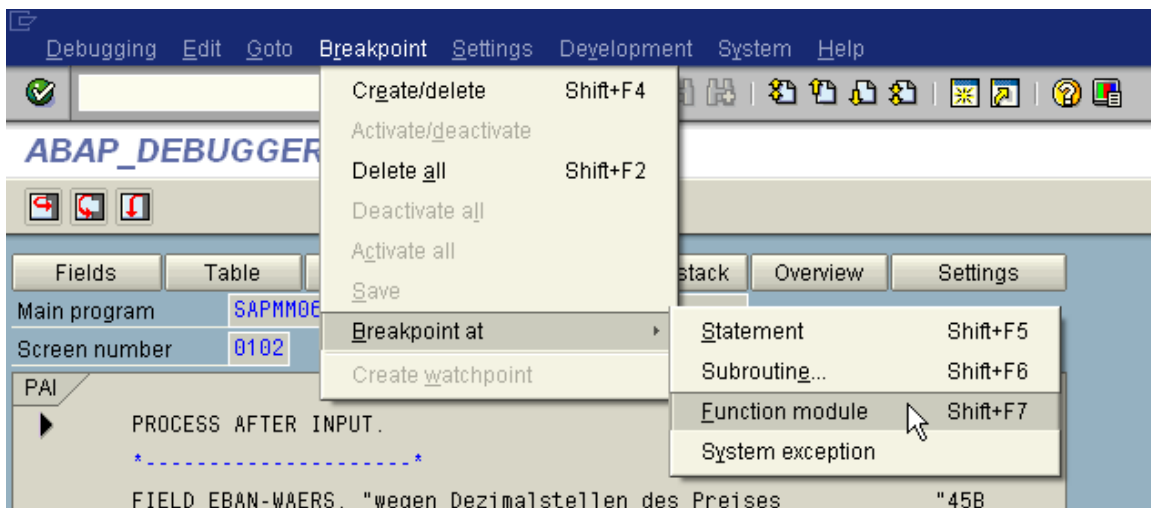 Debugging Edit Goto Breakpoint Settings Development System Help
Create/delete Shift+F4
Activate/deactivate
ABAP_DEBUGGER
Delete all Shift+F2
Deactivate all
Activate all
Save
Breakpoint at
Create watchpoint
Fields Table stack Overview Settings
Main program SAPMM06
Screen number 0102
Statement Shift+F5
Subroutine... Shift+F6
Function module Shift+F7
System exception
PAI
PROCESS AFTER INPUT.
*- - - - - - - - - - - - - - - - - - - - - -*
FIELD EBAN-WAERS. "wegen Dezimalstellen des Preises "45B